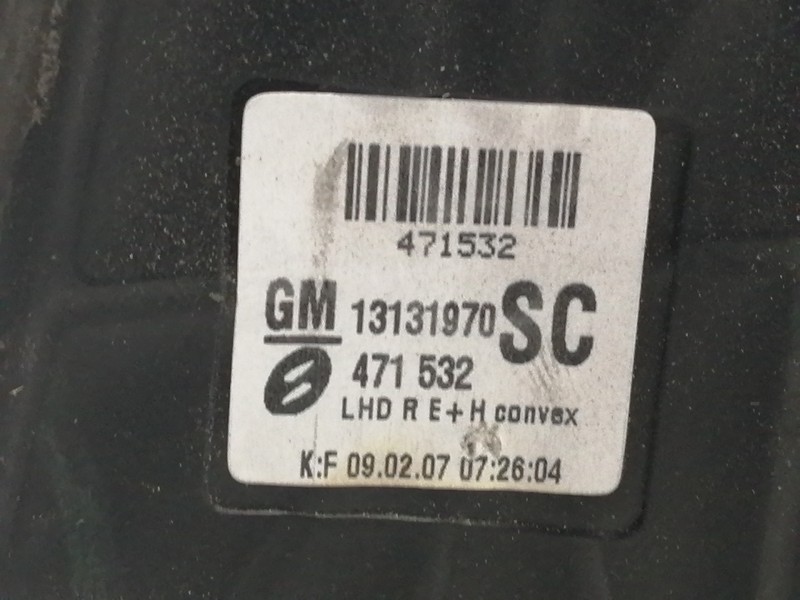 471532
GM 13131970 SC
471 532
LHD R E+H convex
K:F 09.02.07 07:26:04